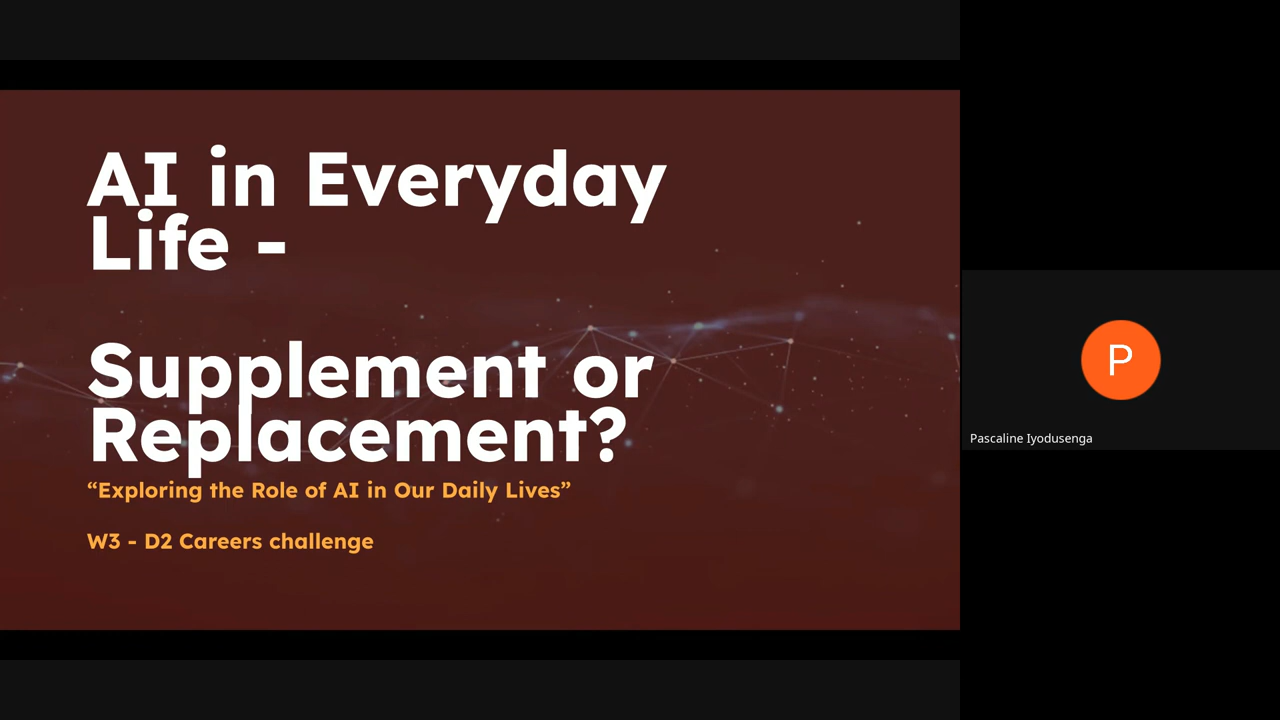 AI in Everyday
Life -
Supplement or
Replacement?
“Exploring the Role of AI in Our Daily Lives”
W3 - D2 Careers challenge
P
Pascaline Iyodusenga